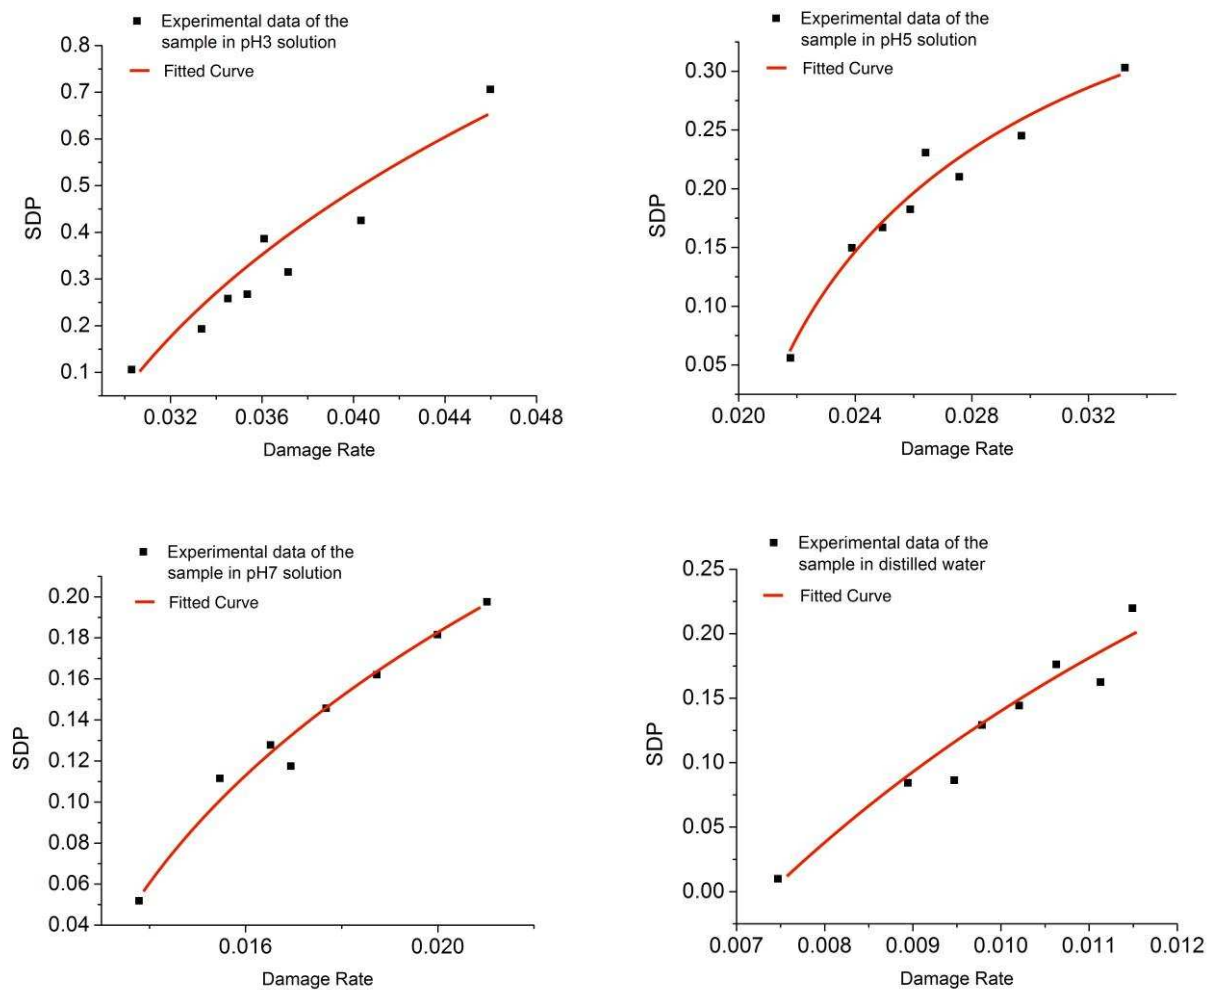 Experimental data of the
sample in pH3 solution
Fitted Curve
0.8
0.7
0.6
0.5
0.4
0.3
0.2
0.1
SDP
0.032 0.036 0.040 0.044 0.048
Damage Rate
Experimental data of the
sample in pH5 solution
Fitted Curve
0.30
0.25
0.20
0.15
0.10
0.05
SDP
0.020 0.024 0.028 0.032
Damage Rate
Experimental data of the
sample in pH7 solution
Fitted Curve
0.20
0.18
0.16
0.14
0.12
0.10
0.08
0.06
0.04
SDP
0.016 0.020
Damage Rate
Experimental data of the
sample in distilled water
Fitted Curve
0.25
0.20
0.15
0.10
0.05
0.00
SDP
0.007 0.008 0.009 0.010 0.011 0.012
Damage Rate